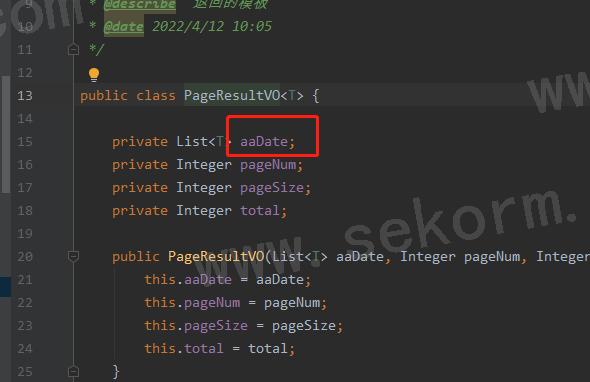 9 * @describe 返回的模板
10 * @date 2022/4/12 10:05
11 */
12
13 public class PageResultVO<T> {
14
15 private List<T> aaDate;
16 private Integer pageNum;
17 private Integer pageSize;
18 private Integer total;
19
20 public PageResultVO(List<T> aaDate, Integer pageNum, Integer
21 this.aaDate = aaDate;
22 this.pageNum = pageNum;
23 this.pageSize = pageSize;
24 this.total = total;
25 }
www.sekorm.
w